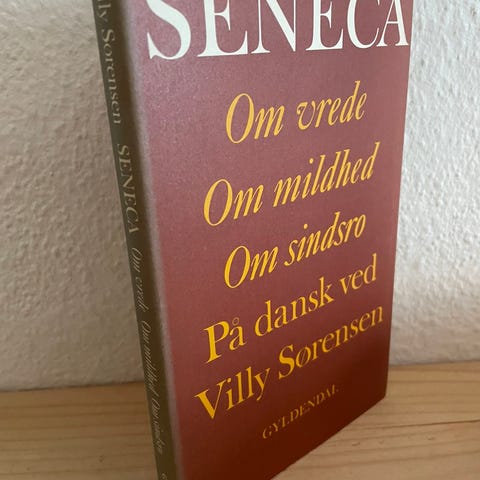 SENECA
Om vrede
Om mildhed
Om sindsro
På dansk ved
Villy Sørensen
GYLDENDAL
Villy Sørensen SENECA Om vrede Om mildhed Om sindsro